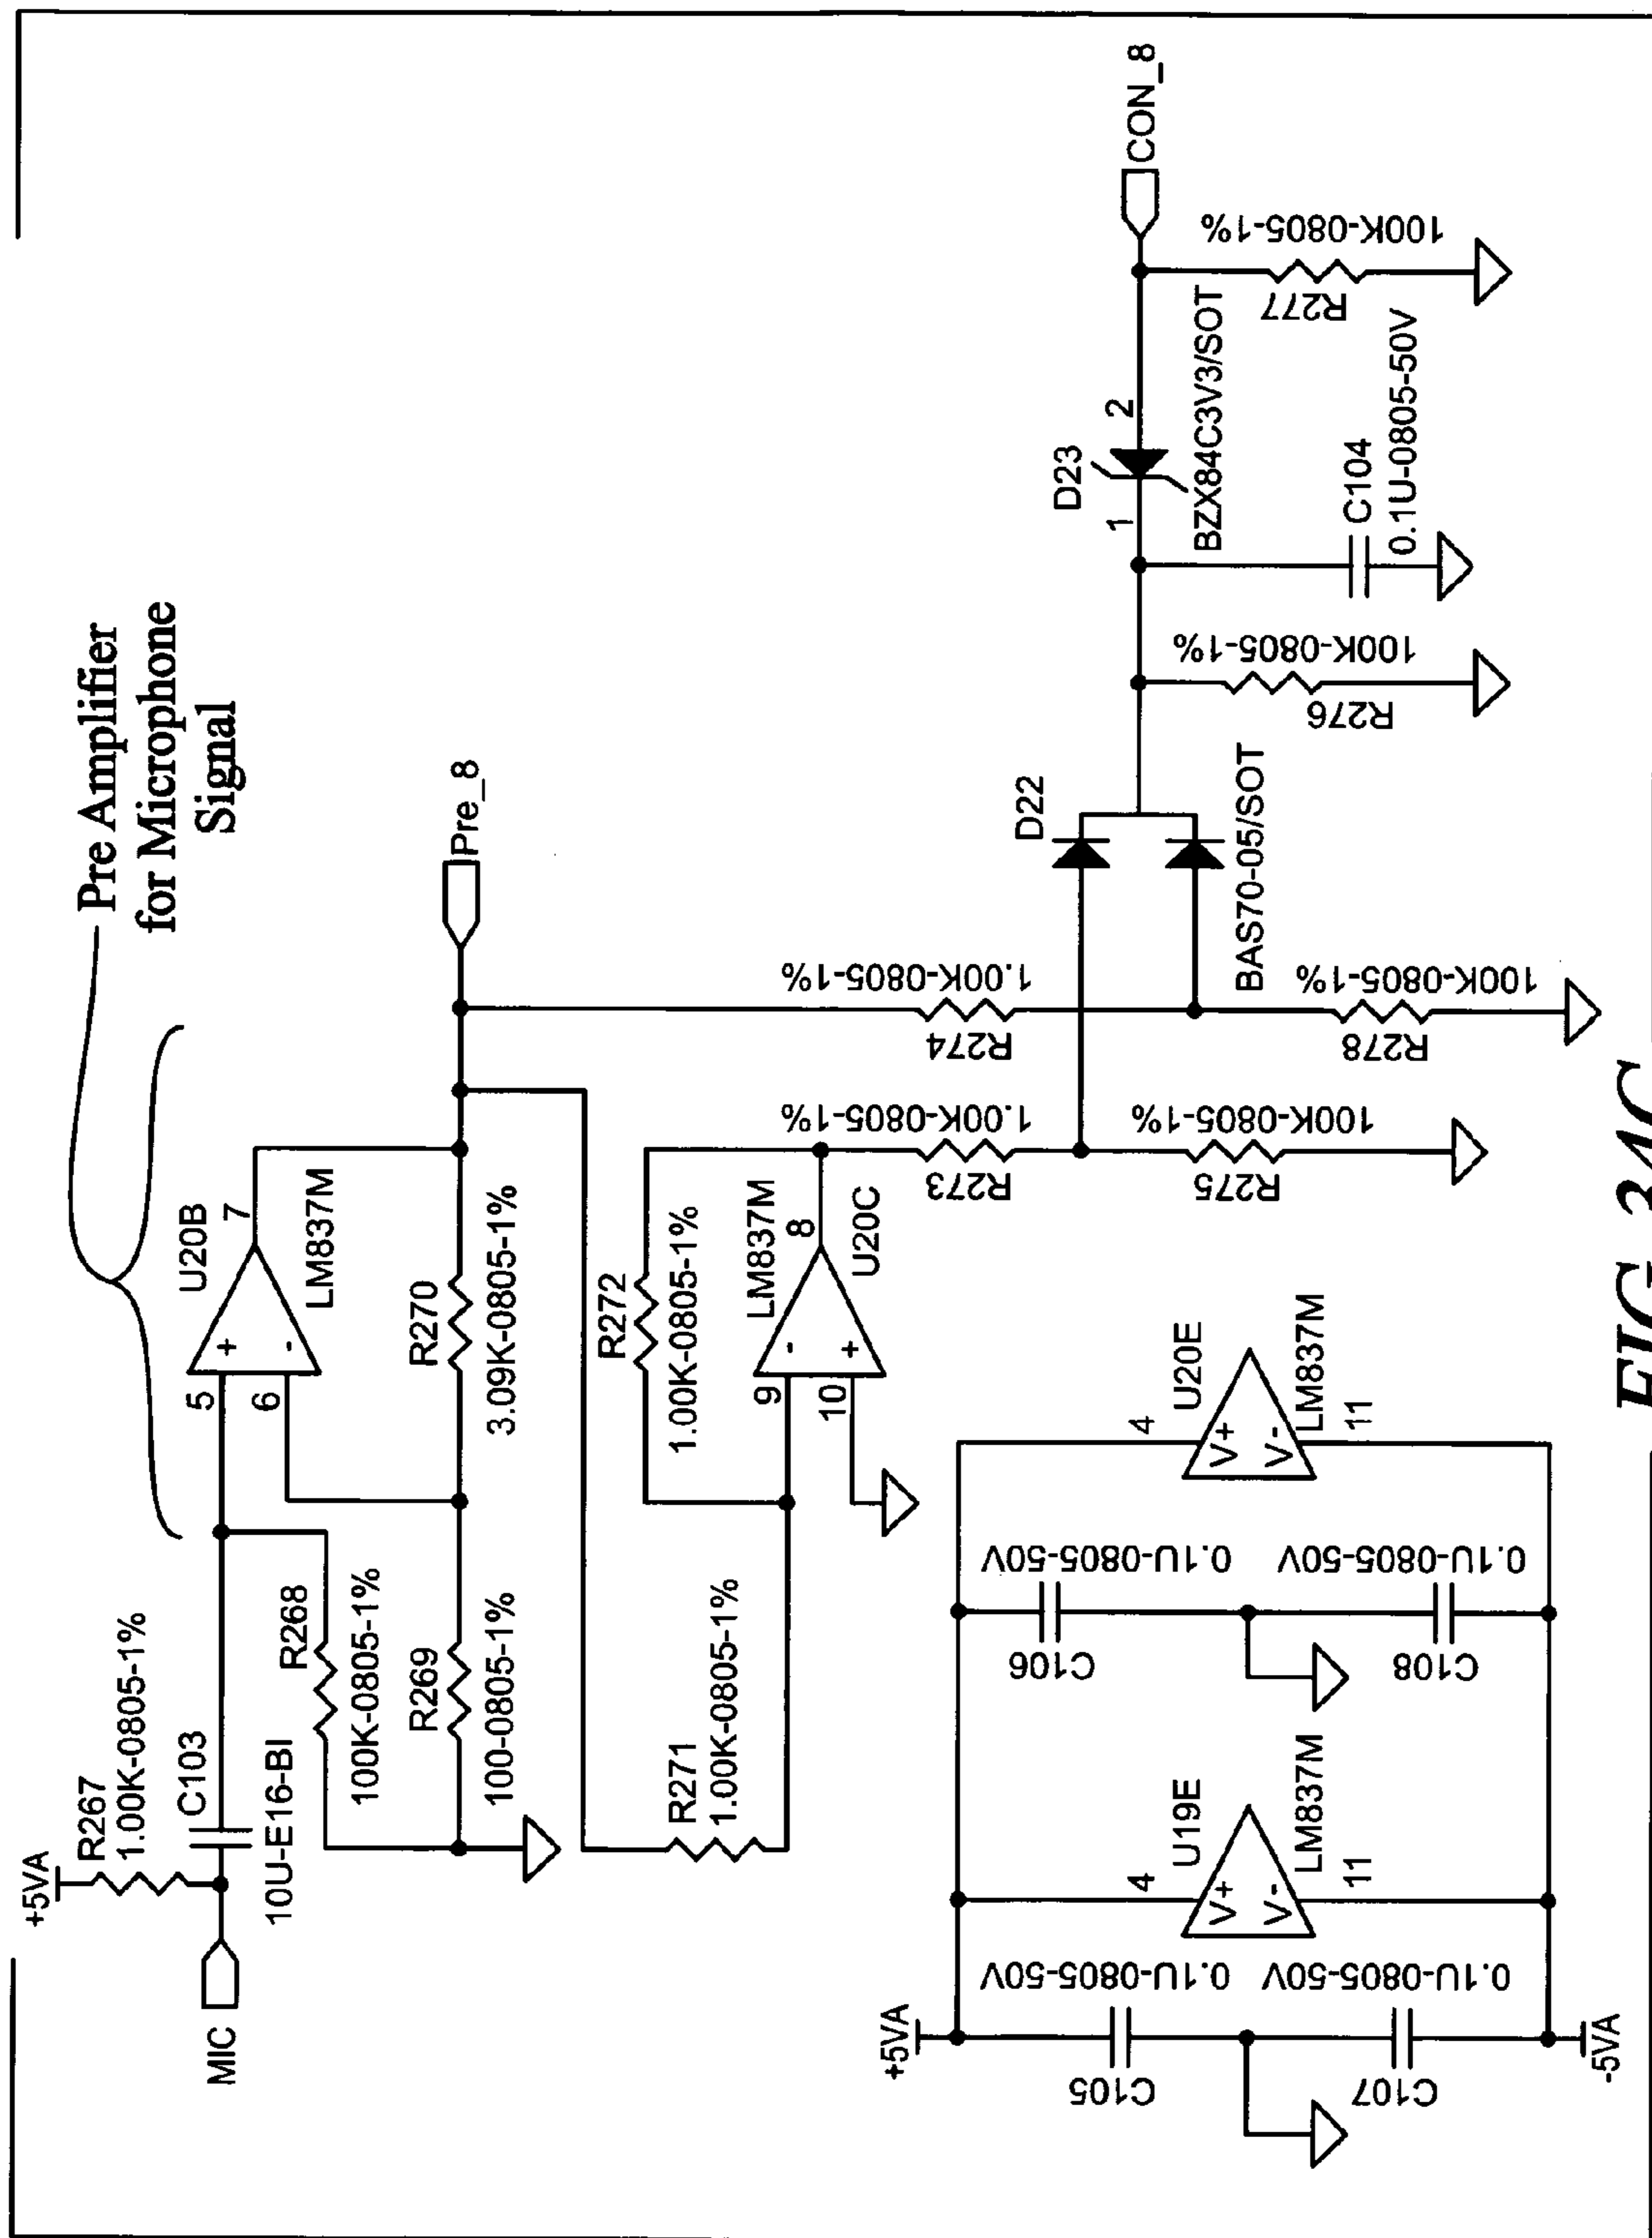 Pre Amplifier
for Microphone
Signal
+5VA
R267
1.00K-0805-1%
MIC
C103
10U-E16-BI
R268
100K-0805-1%
R269
100-0805-1%
5
6
+
-
7
U20B
LM837M
R270
3.09K-0805-1%
Pre_8
R271
1.00K-0805-1%
R272
1.00K-0805-1%
9
10
-
+
8
LM837M
U20C
R273
1.00K-0805-1%
R274
1.00K-0805-1%
R275
100K-0805-1%
R278
100K-0805-1%
D22
BAS70-05/SOT
R276
100K-0805-1%
C104
0.1U-0805-50V
D23
1
2
BZX84C3V3/SOT
R277
100K-0805-1%
CON_8
+5VA
C105
0.1U-0805-50V
C107
0.1U-0805-50V
-5VA
4
V+
V-
11
U19E
LM837M
C106
0.1U-0805-50V
C108
0.1U-0805-50V
4
V+
V-
11
U20E
LM837M
FIG. 34C